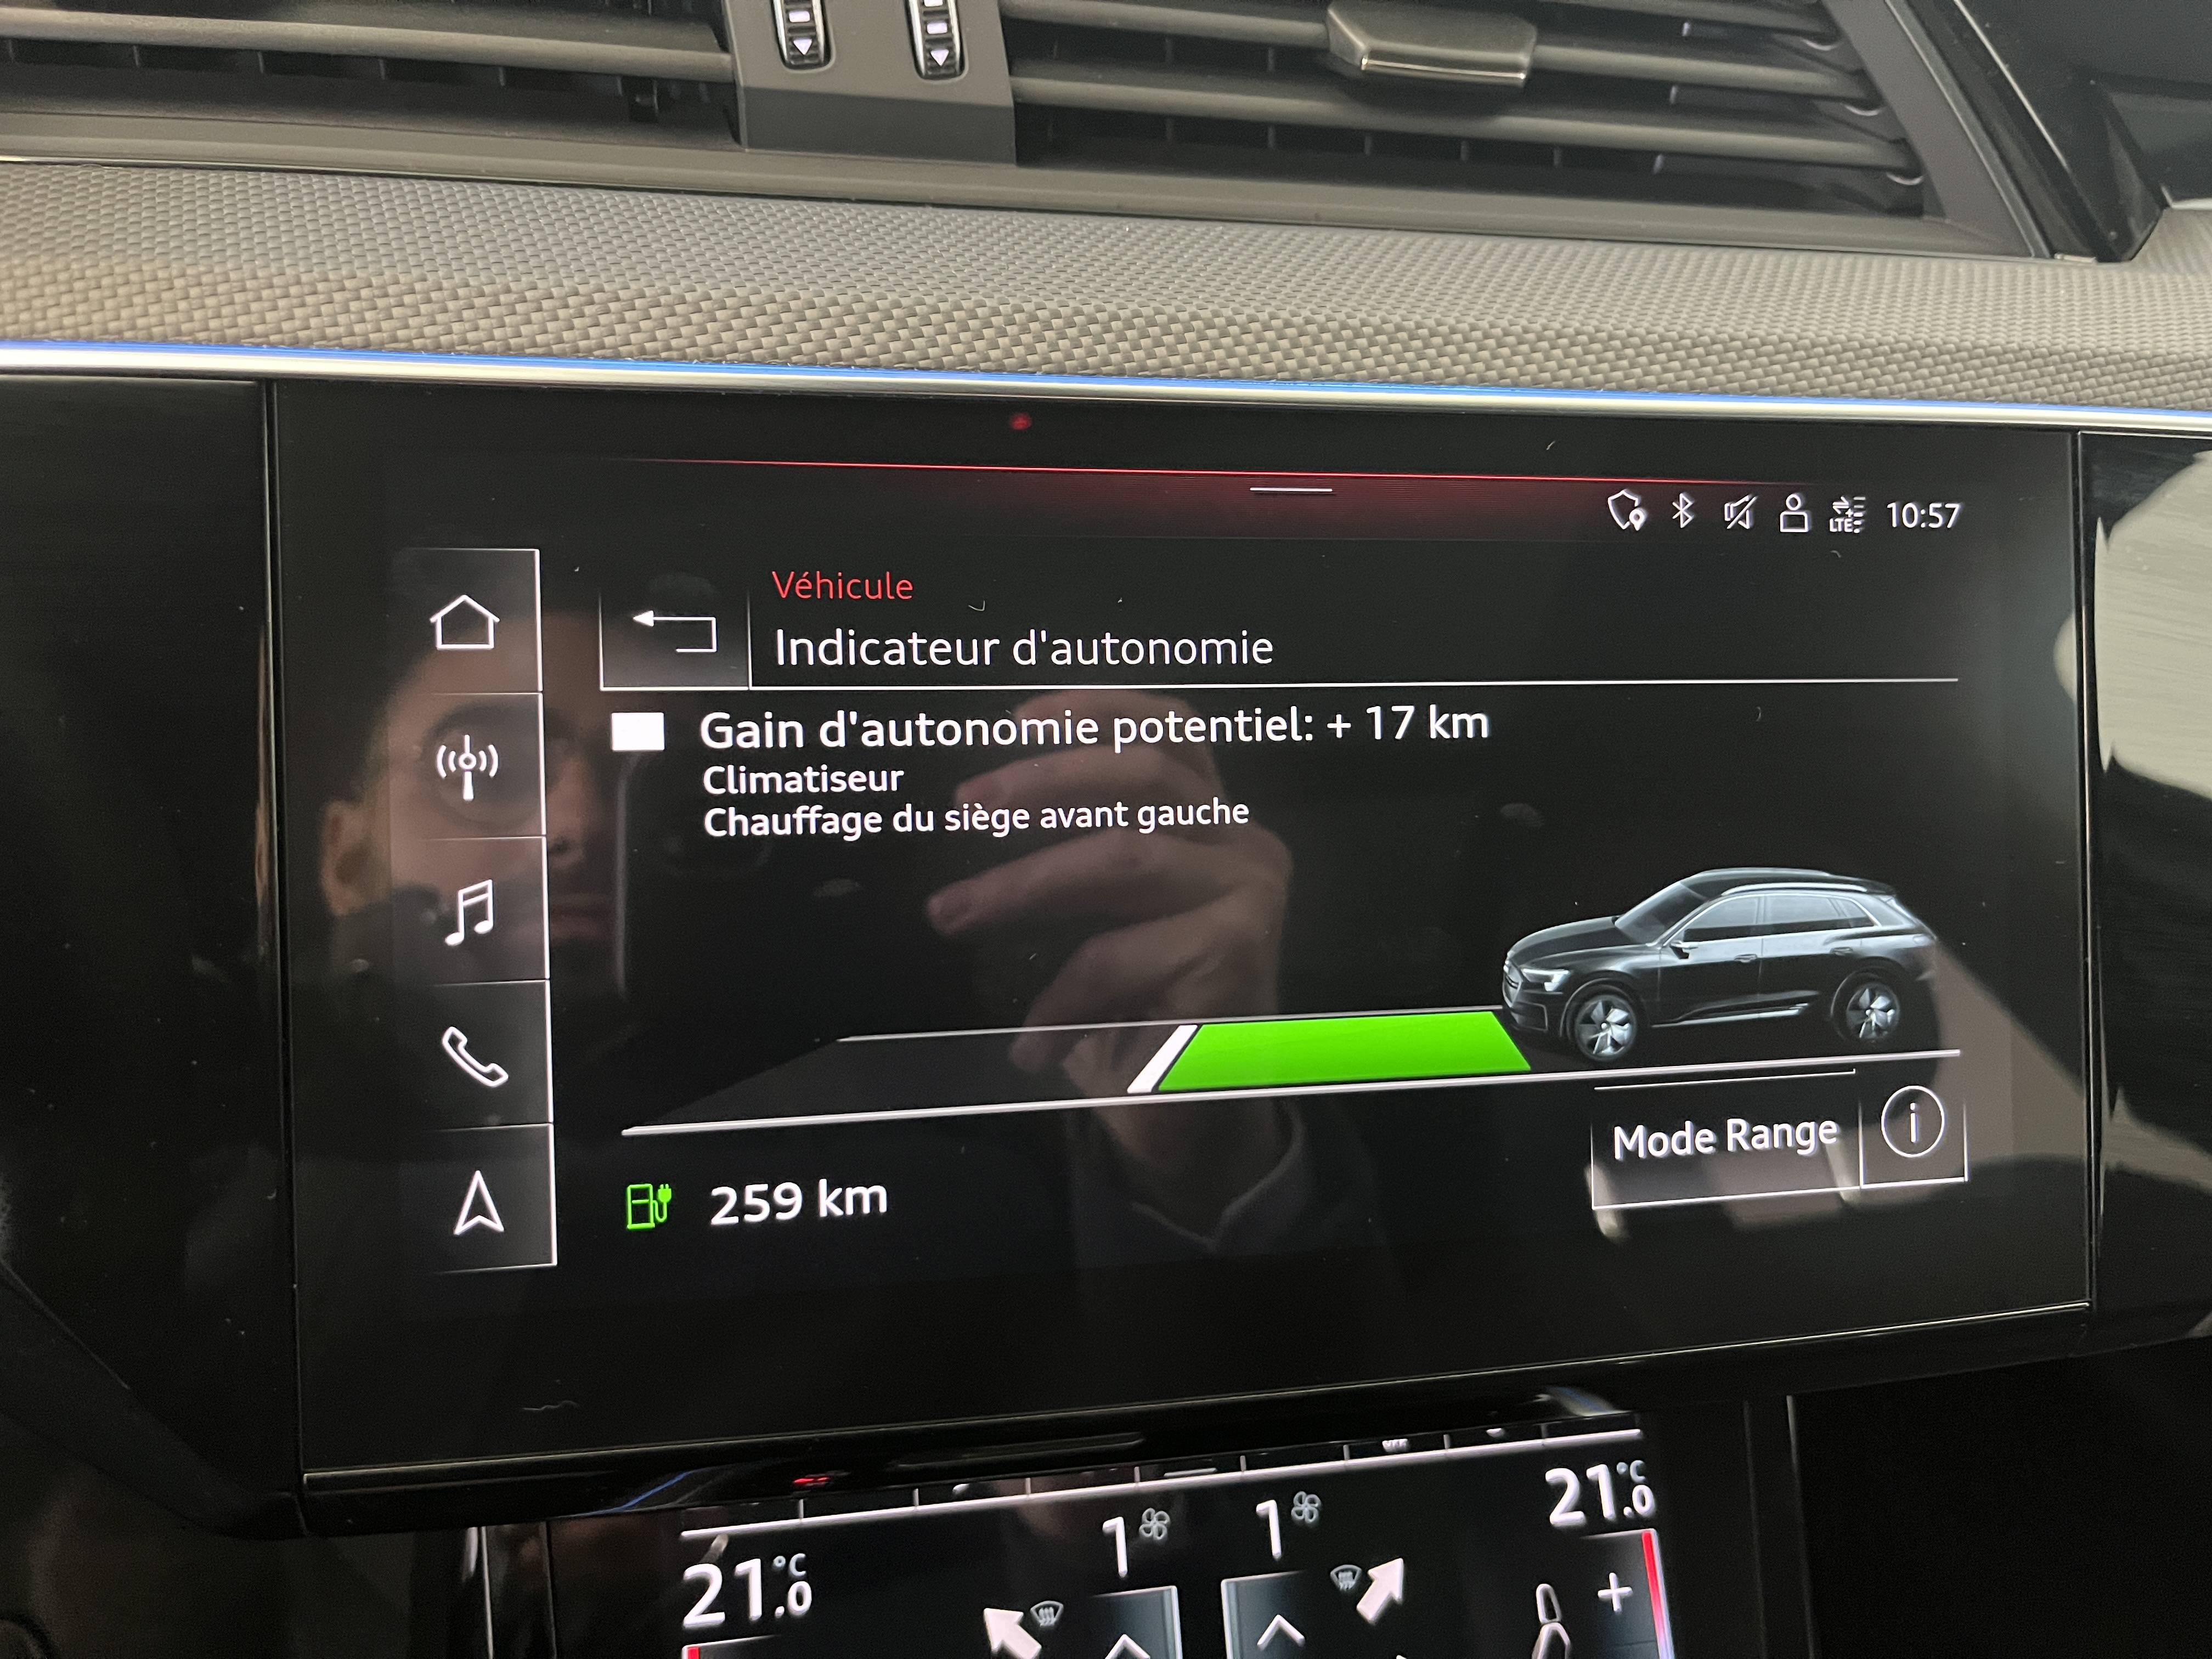 LTE
10:57
Véhicule
Indicateur d'autonomie
Gain d'autonomie potentiel: + 17 km
Climatiseur
Chauffage du siège avant gauche
Mode Range
i
259 km
21.0 °C
1
1
21.0 °C
+